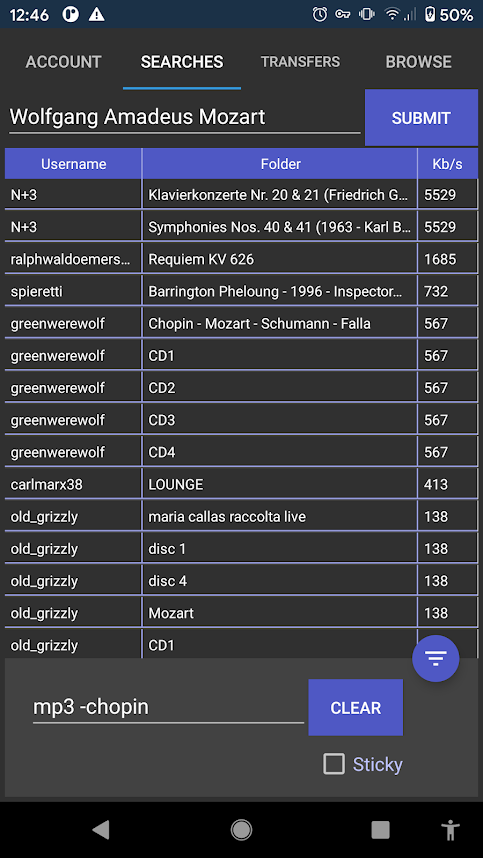 12:46 50%
ACCOUNT SEARCHES TRANSFERS BROWSE
Wolfgang Amadeus Mozart SUBMIT
Username Folder Kb/s
N+3 Klavierkonzerte Nr. 20 & 21 (Friedrich G... 5529
N+3 Symphonies Nos. 40 & 41 (1963 - Karl B... 5529
ralphwaldoemers... Requiem KV 626 1685
spieretti Barrington Pheloung - 1996 - Inspector... 732
greenwerewolf Chopin - Mozart - Schumann - Falla 567
greenwerewolf CD1 567
greenwerewolf CD2 567
greenwerewolf CD3 567
greenwerewolf CD4 567
carlmarx38 LOUNGE 413
old_grizzly maria callas raccolta live 138
old_grizzly disc 1 138
old_grizzly disc 4 138
old_grizzly Mozart 138
old_grizzly CD1
mp3 -chopin CLEAR
Sticky